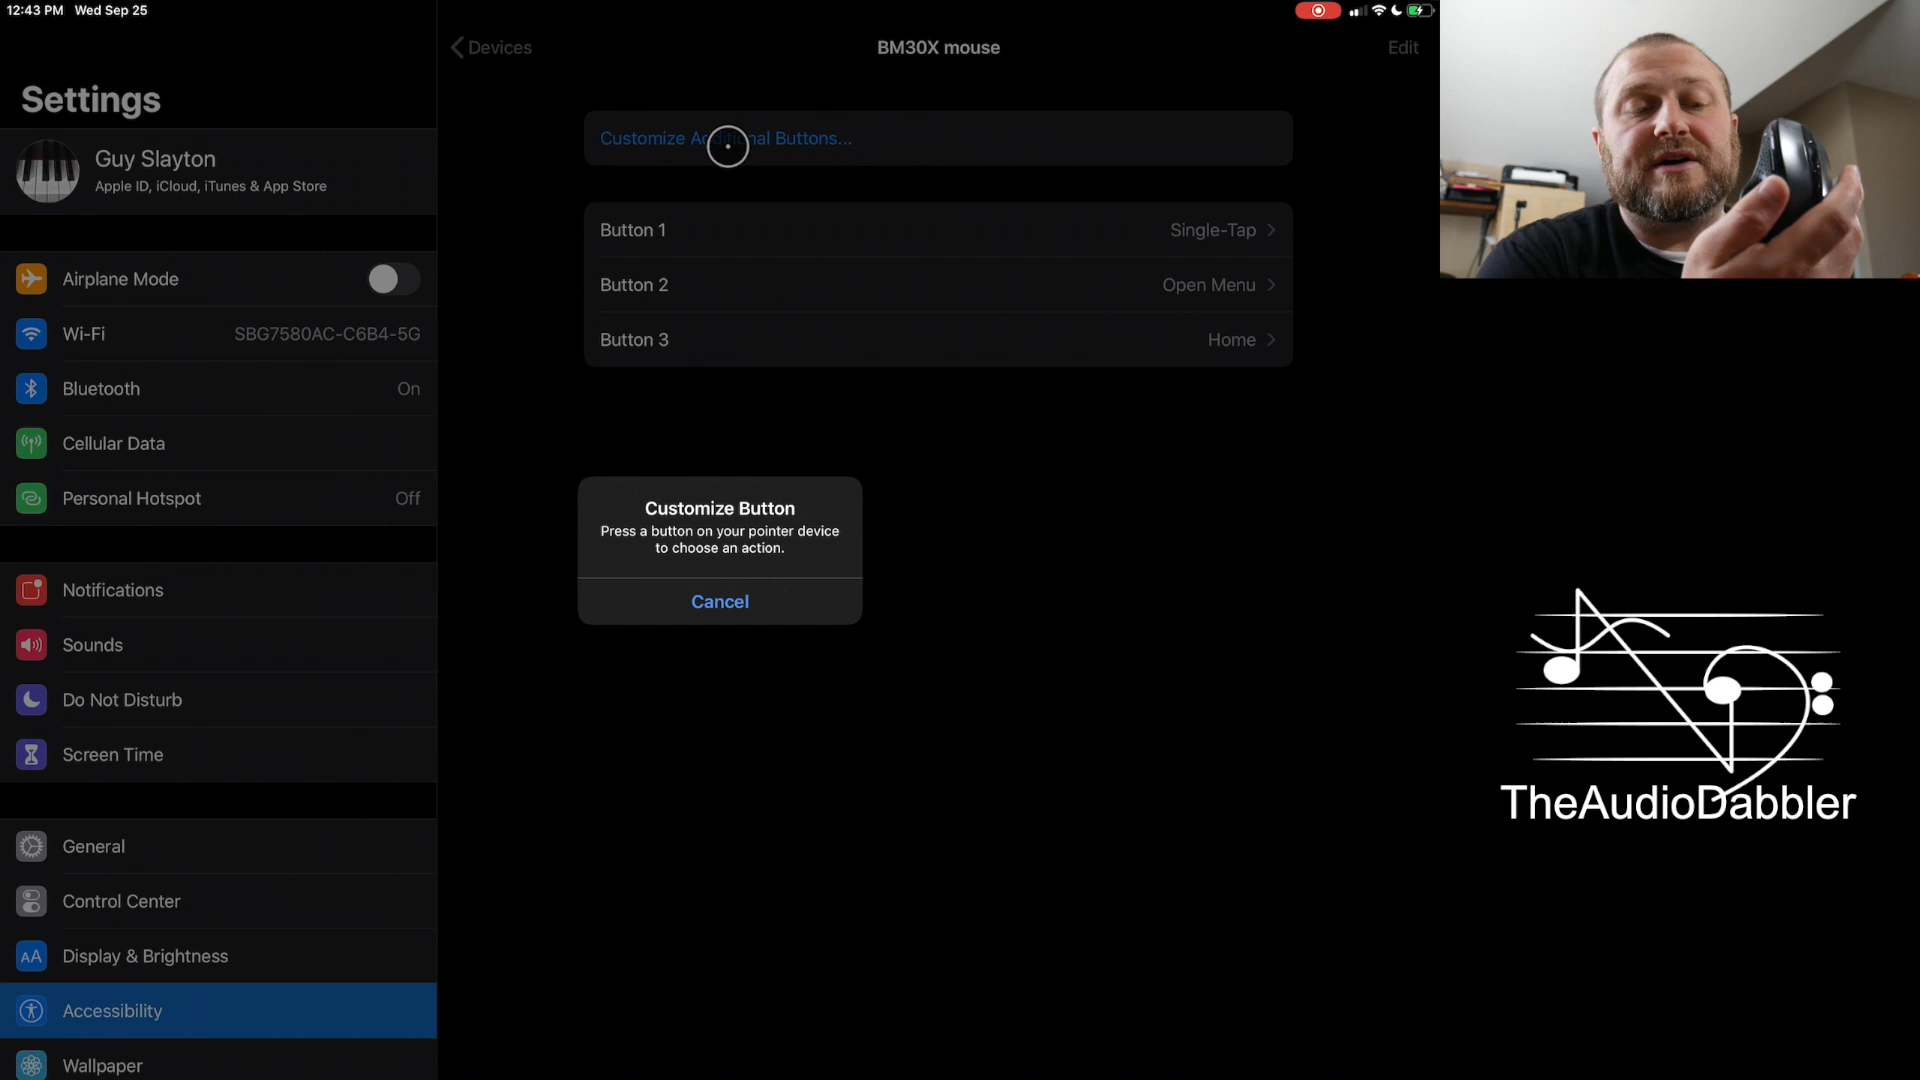 12:43 PM Wed Sep 25
Settings
Guy Slayton
Apple ID, iCloud, iTunes & App Store
Airplane Mode
Wi-Fi SBG7580AC-C6B4-5G
Bluetooth On
Cellular Data
Personal Hotspot Off
Notifications
Sounds
Do Not Disturb
Screen Time
General
Control Center
AA Display & Brightness
Accessibility
Wallpaper
Devices BM30X mouse Edit
Customize Additional Buttons...
Button 1 Single-Tap
Button 2 Open Menu
Button 3 Home
Customize Button
Press a button on your pointer device
to choose an action.
Cancel
TheAudioDabbler